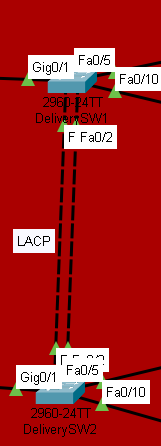 Fa0/5
Gig0/1
Fa0/10
2960-24TT
DeliverySW1
F Fa0/2
LACP
Fa0/5
Gig0/1
Fa0/10
2960-24TT
DeliverySW2